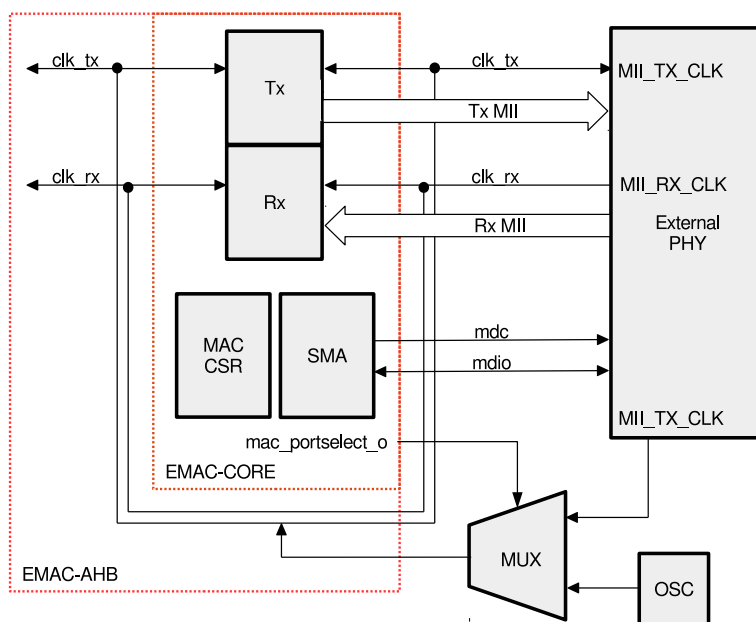 clk_tx
Tx
clk_tx
MII_TX_CLK
Tx MII
clk_rx
Rx
clk_rx
MII_RX_CLK
Rx MII
External
PHY
MAC
CSR
SMA
mdc
mdio
MII_TX_CLK
mac_portselect_o
EMAC-CORE
MUX
EMAC-AHB
OSC